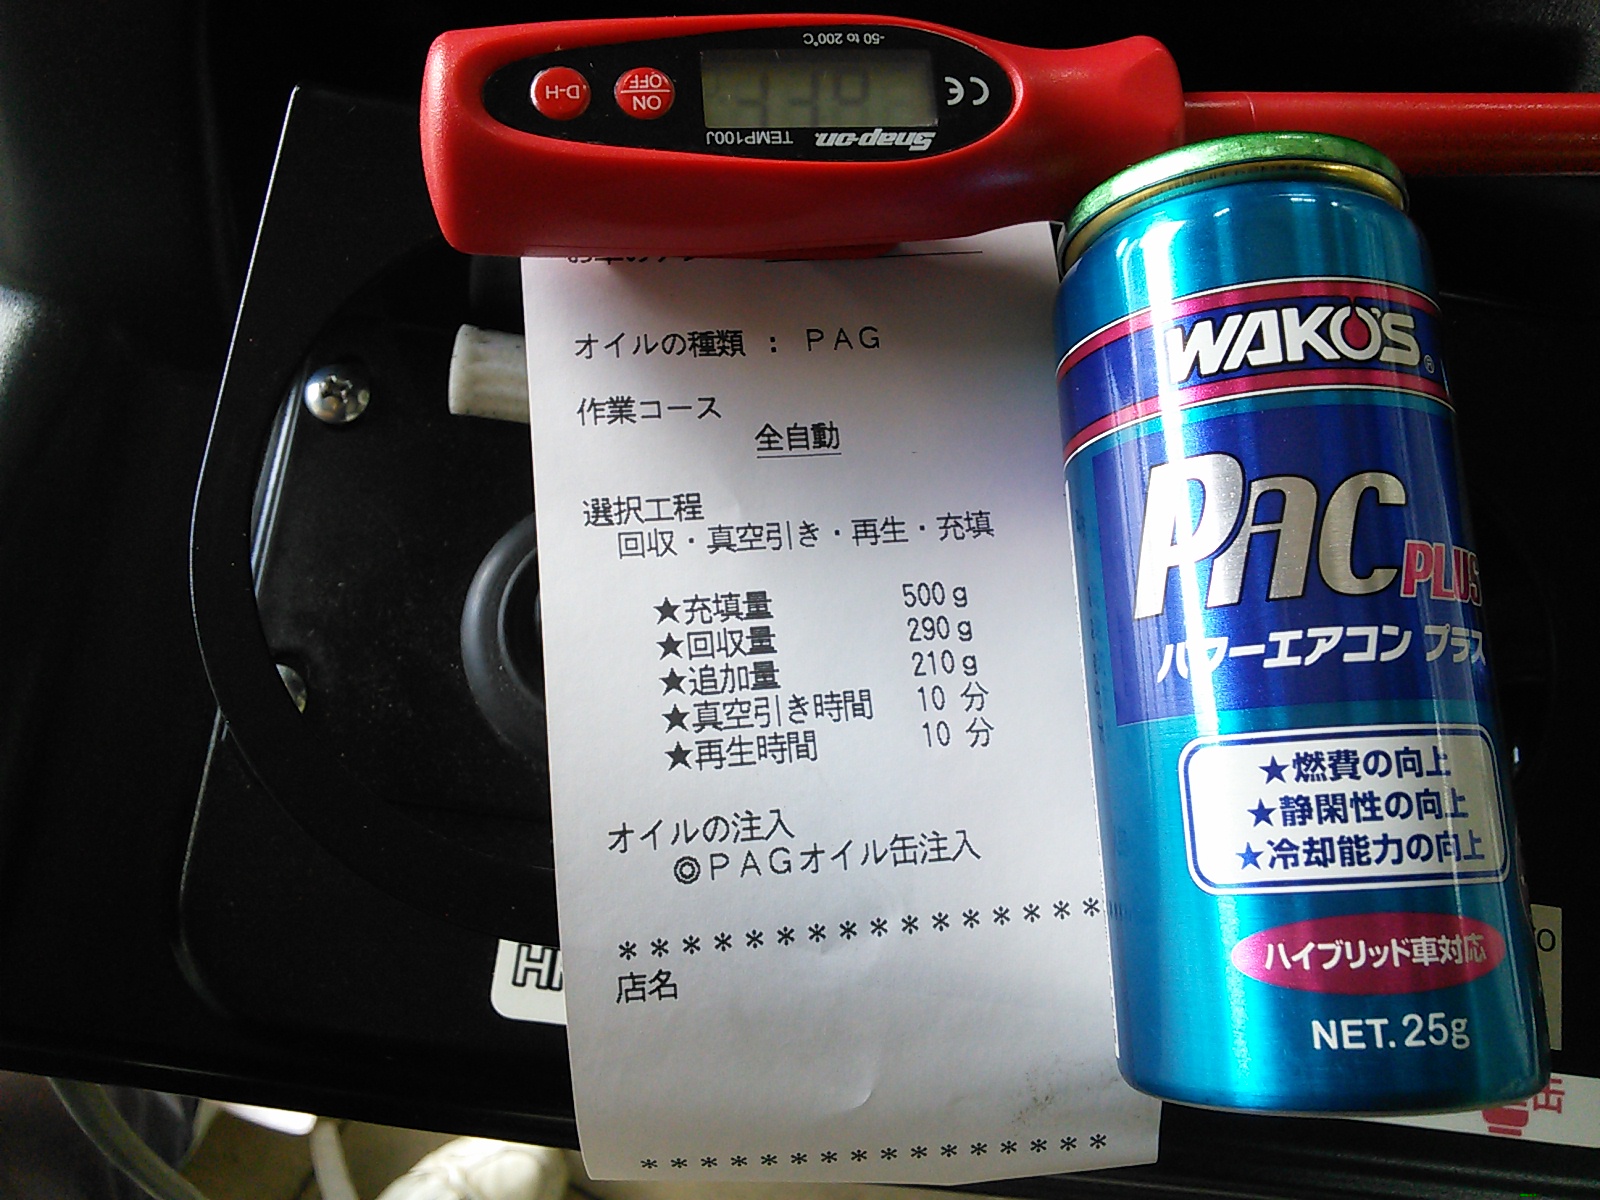 -50 to 200°C
D-H
ON
OFF
CE
Snap-on
TEMP100J
オイルの種類 : PAG
作業コース
全自動
選択工程
回収・真空引き・再生・充填
★充填量 500g
★回収量 290g
★追加量 210g
★真空引き時間 10 分
★再生時間 10 分
オイルの注入
◎PAGオイル缶注入
****************
店名
***************
WAKO'S®
PAC PLUS
パワーエアコン プラス
★燃費の向上
★静閑性の向上
★冷却能力の向上
ハイブリッド車対応
NET.25g
缶